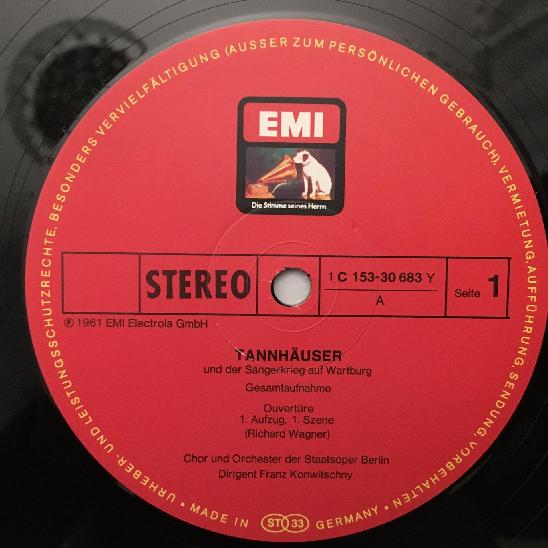 URHEBER- UND LEISTUNGSSCHUTZRECHTE, BESONDERS VERVIELFÄLTIGUNG (AUSSER ZUM PERSÖNLICHEN GEBRAUCH), VERMIETUNG, AUFFÜHRUNG, SENDUNG, VORBEHALTEN • MADE IN ST 33 GERMANY •
EMI
Die Stimme seines Herrn
STEREO
1 C 153-30 683 Y
A
Seite 1
℗ 1961 EMI Electrola GmbH
TANNHÄUSER
und der Sängerkrieg auf Wartburg
Gesamtaufnahme
Ouvertüre
1. Aufzug, 1. Szene
(Richard Wagner)
Chor und Orchester der Staatsoper Berlin
Dirigent Franz Konwitschny